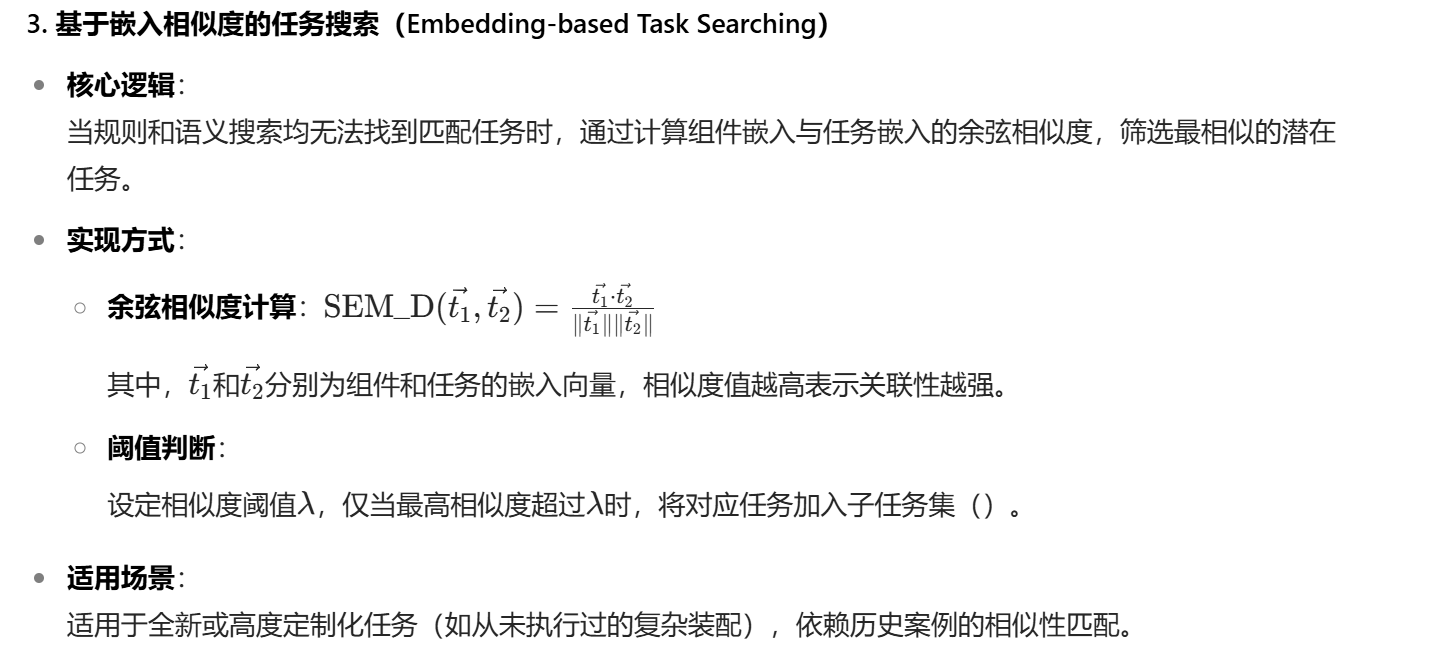 3. 基于嵌入相似度的任务搜索（Embedding-based Task Searching）
核心逻辑：
当规则和语义搜索均无法找到匹配任务时，通过计算组件嵌入与任务嵌入的余弦相似度，筛选最相似的潜在
任务。
实现方式：
余弦相似度计算：$\text{SEM\_D}(\vec{t_1}, \vec{t_2}) = \frac{\vec{t_1} \cdot \vec{t_2}}{\|\vec{t_1}\|\|\vec{t_2}\|}$
其中，$\vec{t_1}$和$\vec{t_2}$分别为组件和任务的嵌入向量，相似度值越高表示关联性越强。
阈值判断：
设定相似度阈值λ，仅当最高相似度超过λ时，将对应任务加入子任务集（）。
适用场景：
适用于全新或高度定制化任务（如从未执行过的复杂装配），依赖历史案例的相似性匹配。